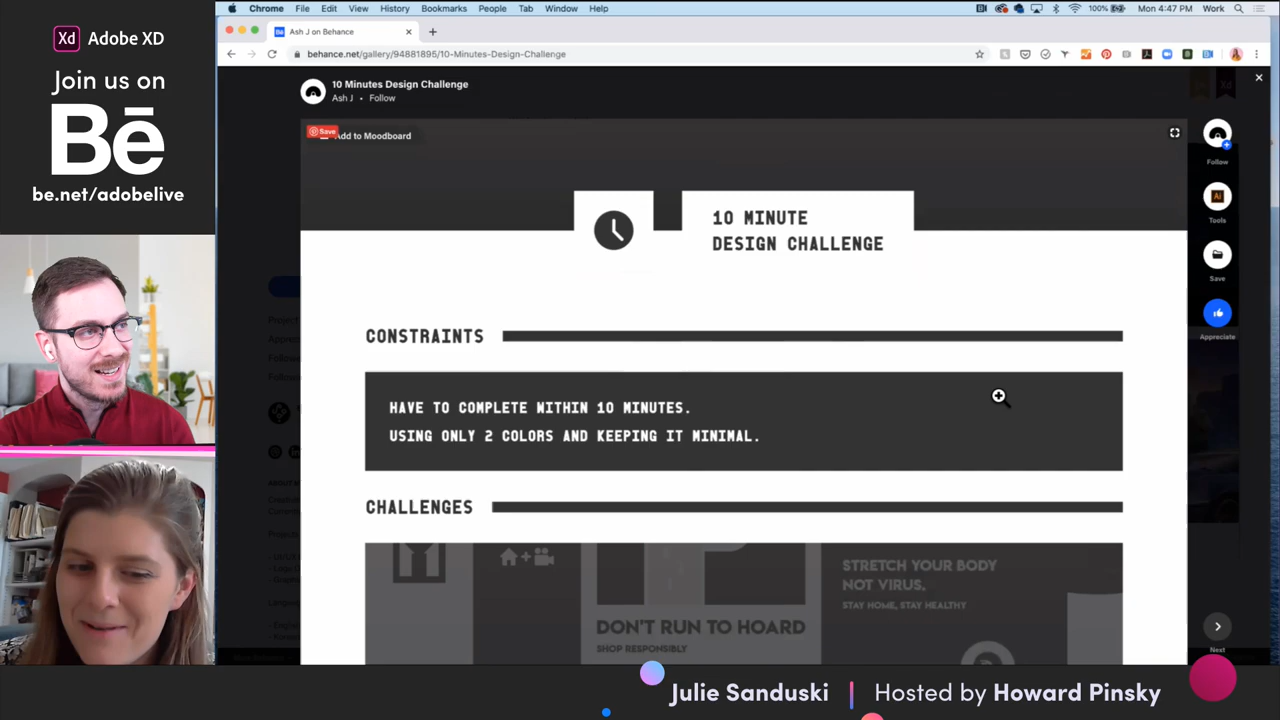 Xd Adobe XD
Join us on
Bē
be.net/adobelive
Chrome File Edit View History Bookmarks People Tab Window Help
100% Mon 4:47 PM Work
Bē Ash J on Behance
behance.net/gallery/94881895/10-Minutes-Design-Challenge
10 Minutes Design Challenge
Ash J • Follow
Save
Add to Moodboard
10 MINUTE
DESIGN CHALLENGE
CONSTRAINTS
HAVE TO COMPLETE WITHIN 10 MINUTES.
USING ONLY 2 COLORS AND KEEPING IT MINIMAL.
CHALLENGES
STRETCH YOUR BODY
NOT VIRUS.
STAY HOME, STAY HEALTHY
DON'T RUN TO HOARD
SHOP RESPONSIBLY
Follow
Ai
Tools
Save
Appreciate
Next
Julie Sanduski | Hosted by Howard Pinsky